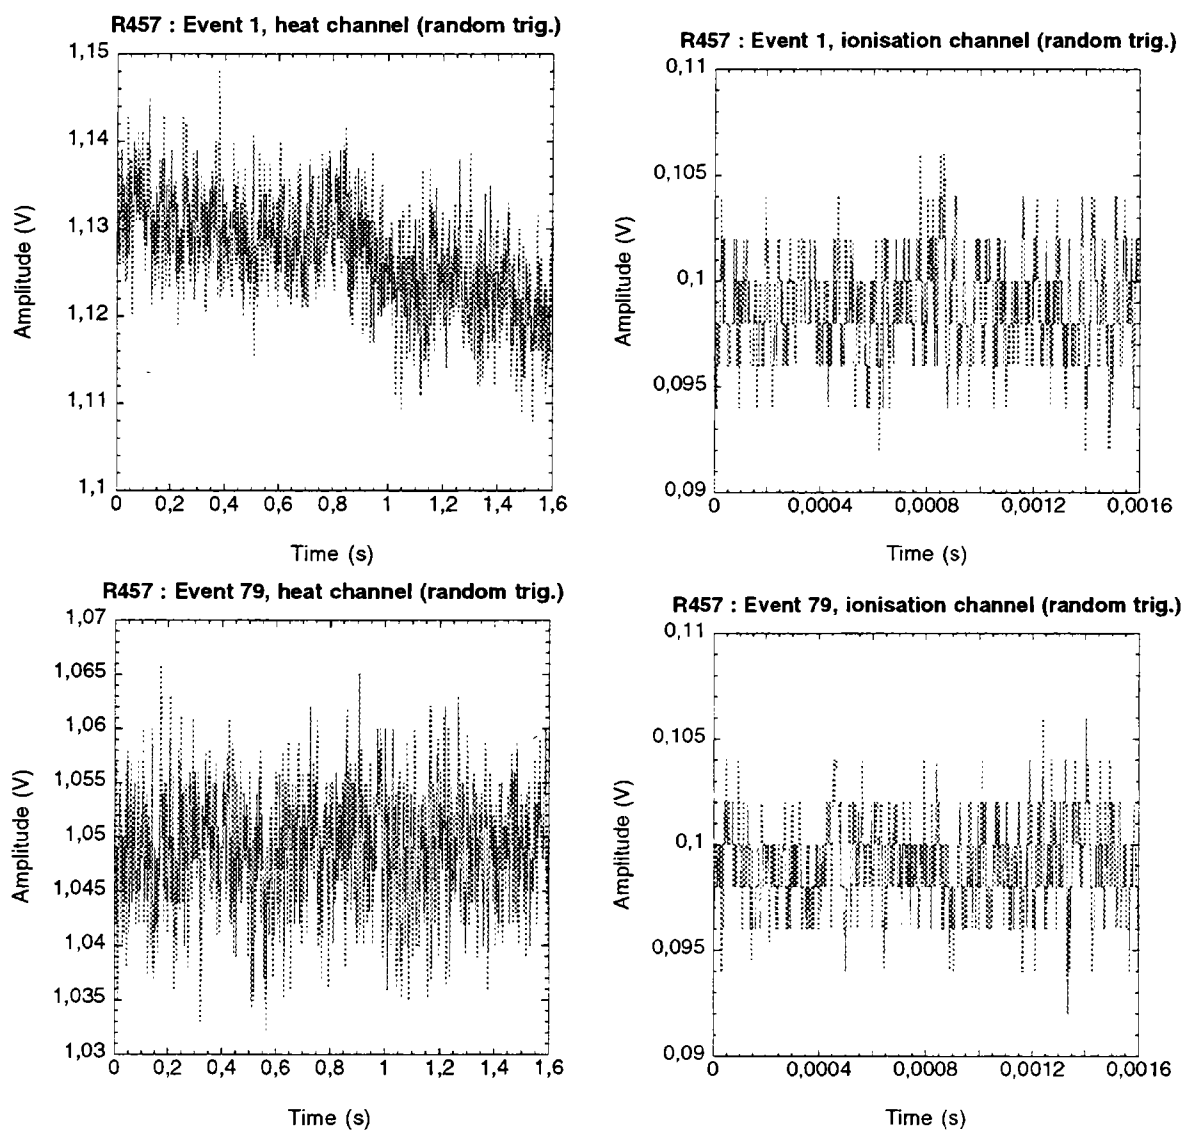 R457 : Event 1, heat channel (random trig.)
1,15
1,14
1,13
1,12
1,11
1,1
Amplitude (V)
0 0,2 0,4 0,6 0,8 1 1,2 1,4 1,6
Time (s)
R457 : Event 1, ionisation channel (random trig.)
0,11
0,105
0,1
0,095
0,09
Amplitude (V)
0 0,0004 0,0008 0,0012 0,0016
Time (s)
R457 : Event 79, heat channel (random trig.)
1,07
1,065
1,06
1,055
1,05
1,045
1,04
1,035
1,03
Amplitude (V)
0 0,2 0,4 0,6 0,8 1 1,2 1,4 1,6
Time (s)
R457 : Event 79, ionisation channel (random trig.)
0,11
0,105
0,1
0,095
0,09
Amplitude (V)
0 0,0004 0,0008 0,0012 0,0016
Time (s)